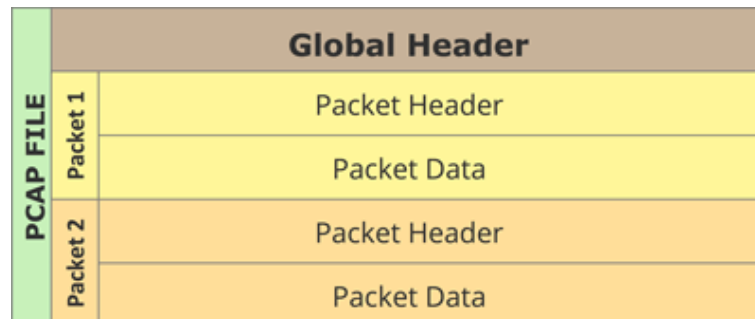 PCAP FILE
Global Header
Packet 1
Packet Header
Packet Data
Packet 2
Packet Header
Packet Data